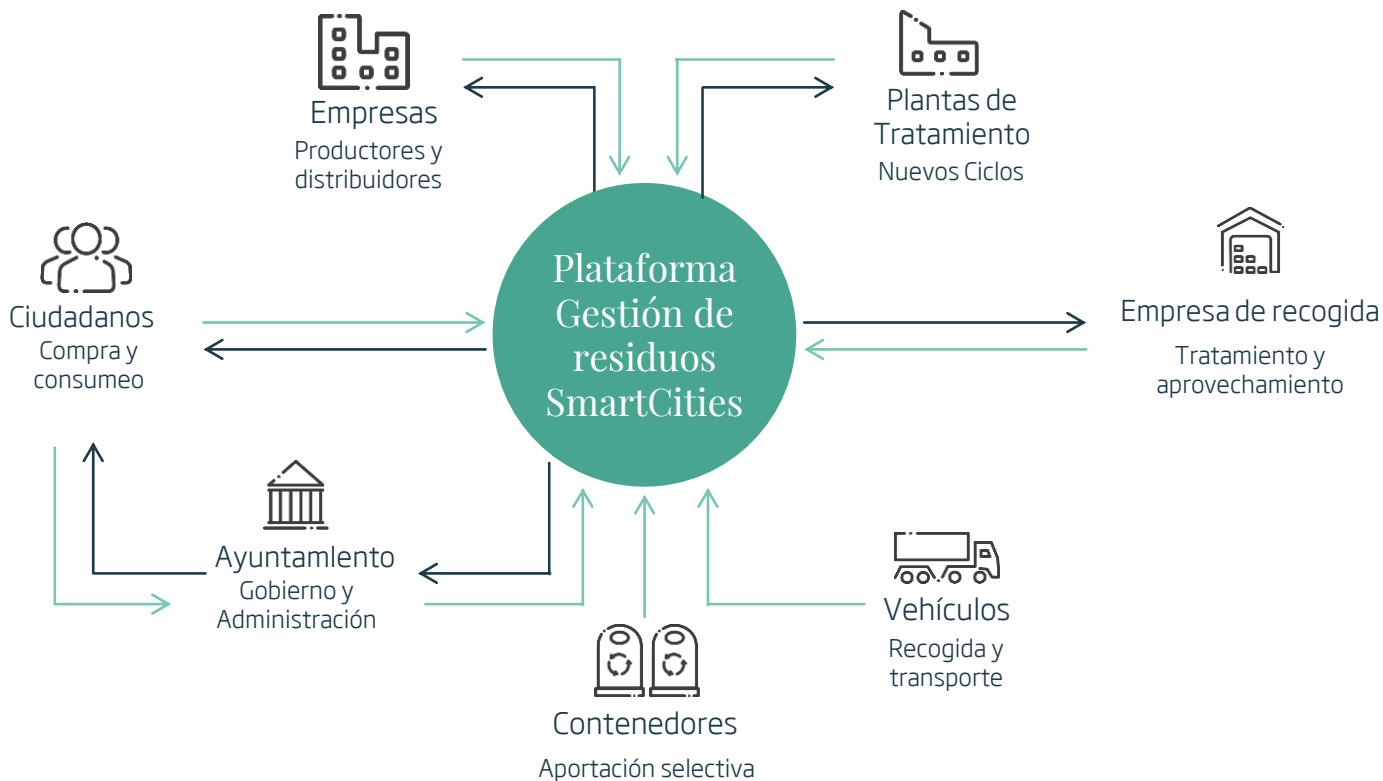 Empresas
Productores y
distribuidores
Plantas de
Tratamiento
Nuevos Ciclos
Ciudadanos
Compra y
consumeo
Plataforma
Gestión de
residuos
SmartCities
Empresa de recogida
Tratamiento y
aprovechamiento
Ayuntamlento
Gobierno y
Administración
Vehículos
Recogida y
transporte
Contenedores
Aportación selectiva